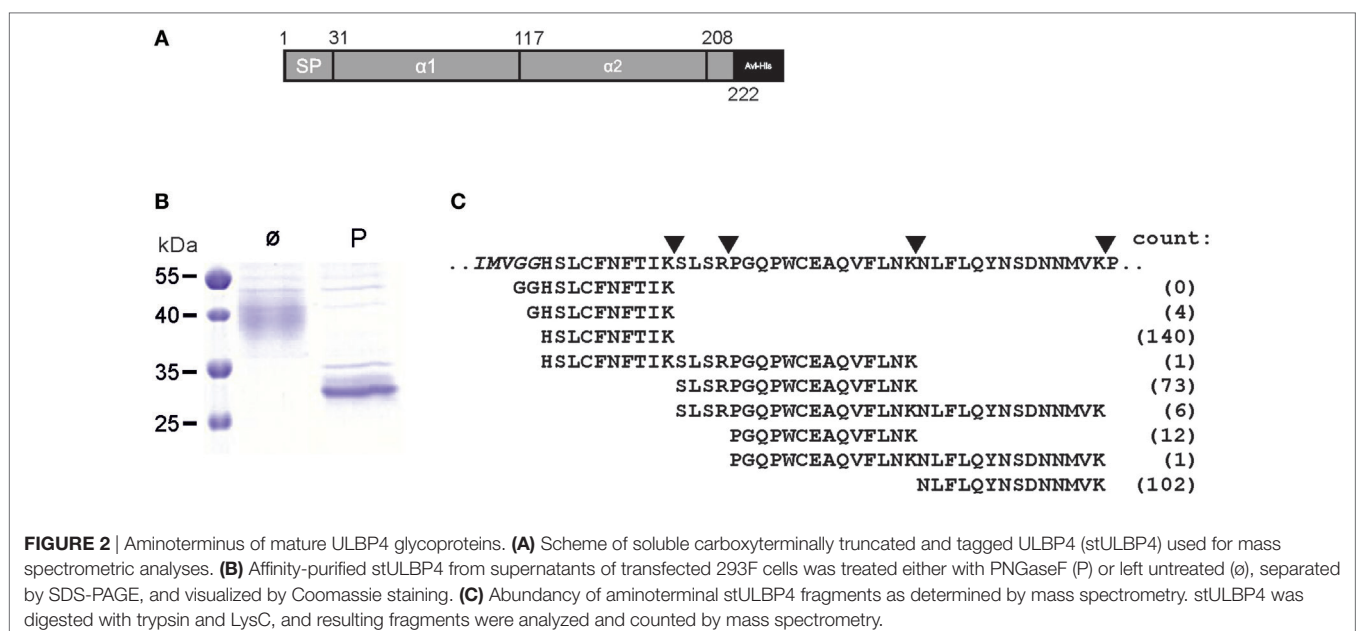 A
1 31 117 208
SP α1 α2 Avi-His
222
B
kDa ø P
55
40
35
25
C
count:
..IMVGGHSLCFNFTIKSLSRPGQPWCEAQVFLNKNLFLQYNSDNNMVKP..
GGHSLCFNFTIK (0)
GHSLCFNFTIK (4)
HSLCFNFTIK (140)
HSLCFNFTIKSLSRPGQPWCEAQVFLNK (1)
SLSRPGQPWCEAQVFLNK (73)
SLSRPGQPWCEAQVFLNKNLFLQYNSDNNMVK (6)
PGQPWCEAQVFLNK (12)
PGQPWCEAQVFLNKNLFLQYNSDNNMVK (1)
NLFLQYNSDNNMVK (102)
FIGURE 2 | Aminoterminus of mature ULBP4 glycoproteins. (A) Scheme of soluble carboxyterminally truncated and tagged ULBP4 (stULBP4) used for mass
spectrometric analyses. (B) Affinity-purified stULBP4 from supernatants of transfected 293F cells was treated either with PNGaseF (P) or left untreated (ø), separated
by SDS-PAGE, and visualized by Coomassie staining. (C) Abundancy of aminoterminal stULBP4 fragments as determined by mass spectrometry. stULBP4 was
digested with trypsin and LysC, and resulting fragments were analyzed and counted by mass spectrometry.